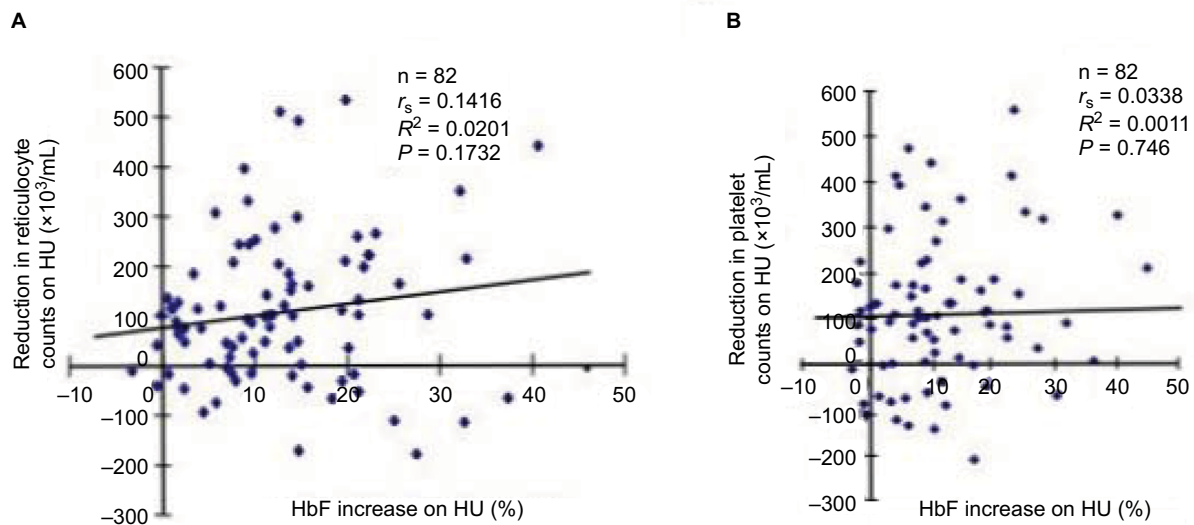 A
600
500
400
300
200
100
0
–100
–200
–300
–10
0
10
20
30
40
50
Reduction in reticulocyte
counts on HU (×10³/mL)
n = 82
rs = 0.1416
R² = 0.0201
P = 0.1732
HbF increase on HU (%)
B
600
500
400
300
200
100
0
–100
–200
–300
–10
0
10
20
30
40
50
Reduction in platelet
counts on HU (×10³/mL)
n = 82
rs = 0.0338
R² = 0.0011
P = 0.746
HbF increase on HU (%)